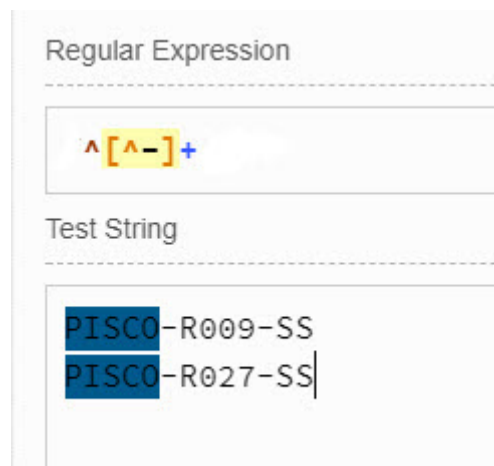 Regular Expression
^[^-]+
Test String
PISCO-R009-SS
PISCO-R027-SS